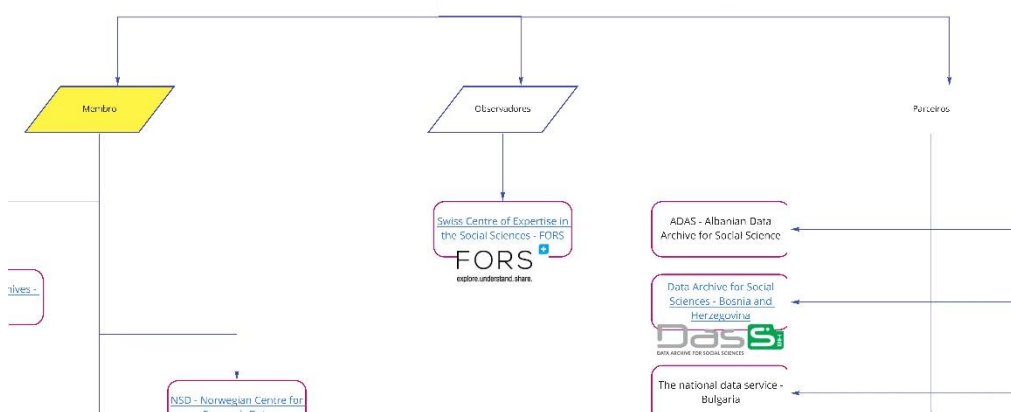 Membro
Observadores
Parceiros
Swiss Centre of Expertise in
the Social Sciences - FORS
FORS
explore.understand.share.
ADAS - Albanian Data
Archive for Social Science
hives -
Data Archive for Social
Sciences - Bosnia and
Herzegovina
DASS BiH
DATA ARCHIVE FOR SOCIAL SCIENCES
The national data service -
Bulgaria
NSD - Norwegian Centre for